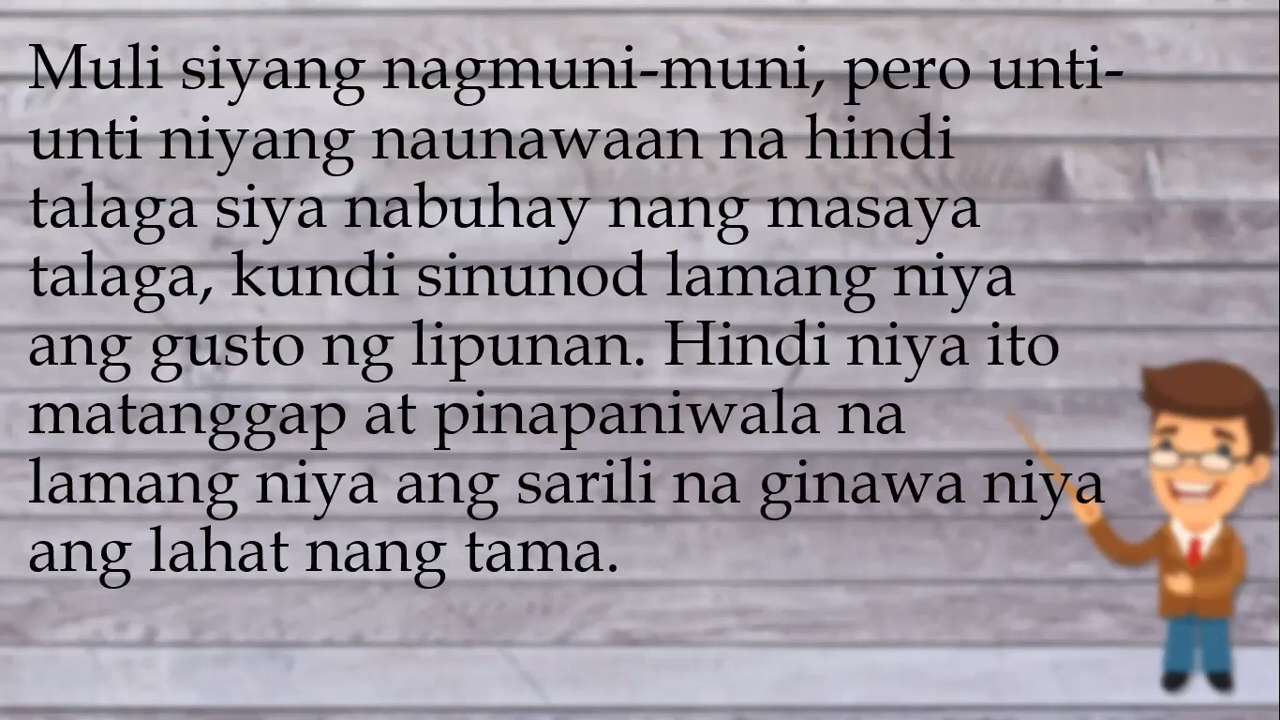 Muli siyang nagmuni-muni, pero unti-
unti niyang naunawaan na hindi
talaga siya nabuhay nang masaya
talaga, kundi sinunod lamang niya
ang gusto ng lipunan. Hindi niya ito
matanggap at pinapaniwala na
lamang niya ang sarili na ginawa niya
ang lahat nang tama.